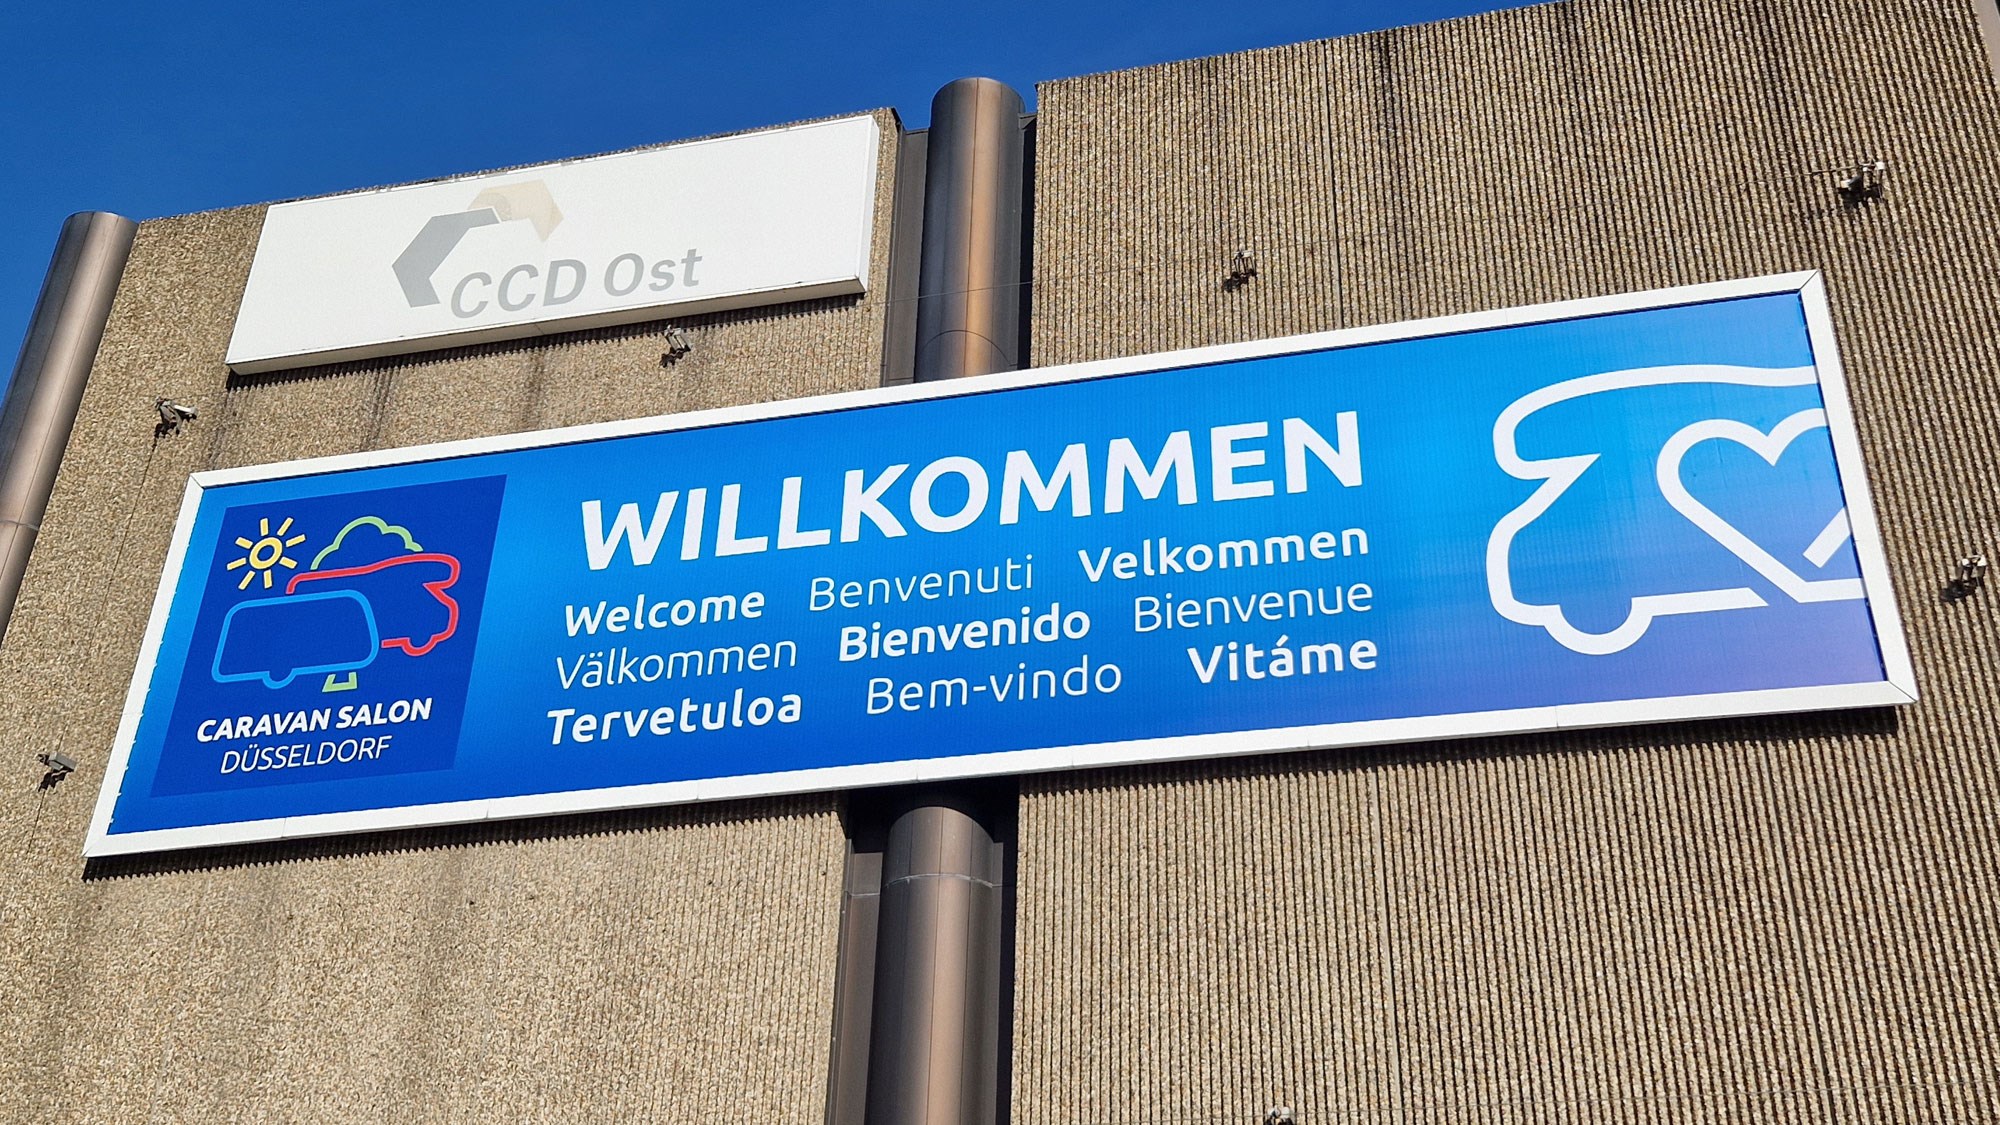 CCD Ost
WILLKOMMEN
Welcome Benvenuti Velkommen
Välkommen Bienvenido Bienvenue
Tervetuloa Bem-vindo Vitáme
CARAVAN SALON
DÜSSELDORF